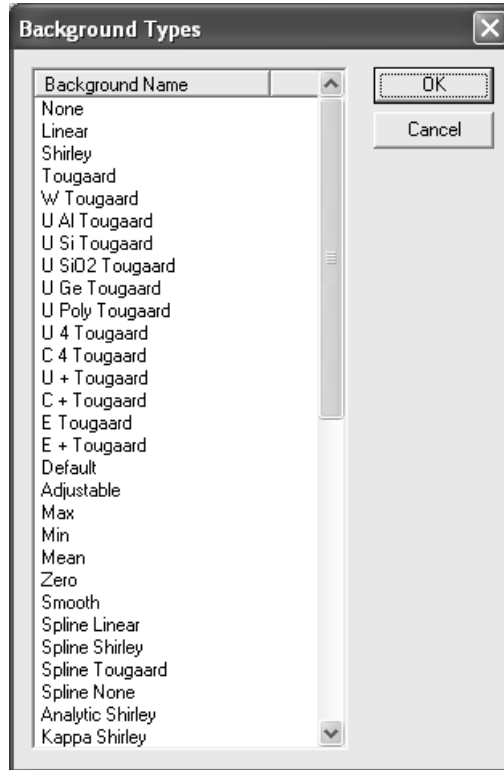 Background Types
Background Name
OK
None
Cancel
Linear
Shirley
Tougaard
W Tougaard
U Al Tougaard
U Si Tougaard
U SiO2 Tougaard
U Ge Tougaard
U Poly Tougaard
U 4 Tougaard
C 4 Tougaard
U + Tougaard
C + Tougaard
E Tougaard
E + Tougaard
Default
Adjustable
Max
Min
Mean
Zero
Smooth
Spline Linear
Spline Shirley
Spline Tougaard
Spline None
Analytic Shirley
Kappa Shirley